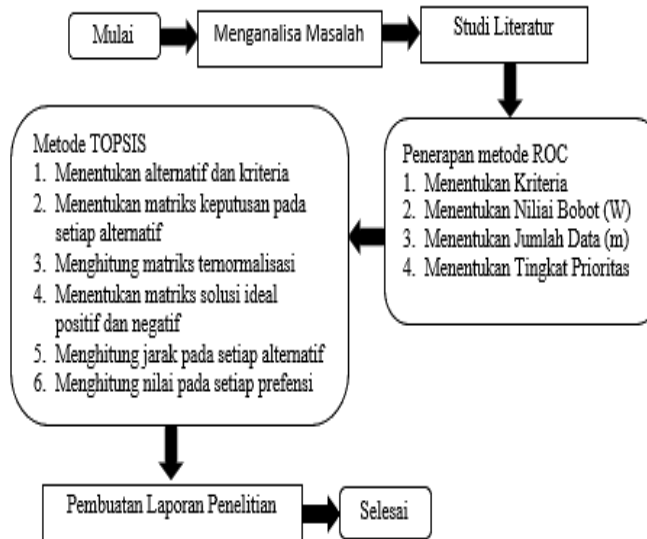 Mulai
Menganalisa Masalah
Studi Literatur
Penerapan metode ROC
1. Menentukan Kriteria
2. Menentukan Niliai Bobot (W)
3. Menentukan Jumlah Data (m)
4. Menentukan Tingkat Prioritas
Metode TOPSIS
1. Menentukan alternatif dan kriteria
2. Menentukan matriks keputusan pada
setiap alternatif
3. Menghitung matriks ternormalisasi
4. Menentukan matriks solusi ideal
positif dan negatif
5. Menghitung jarak pada setiap alternatif
6. Menghitung nilai pada setiap prefensi
Pembuatan Laporan Penelitian
Selesai